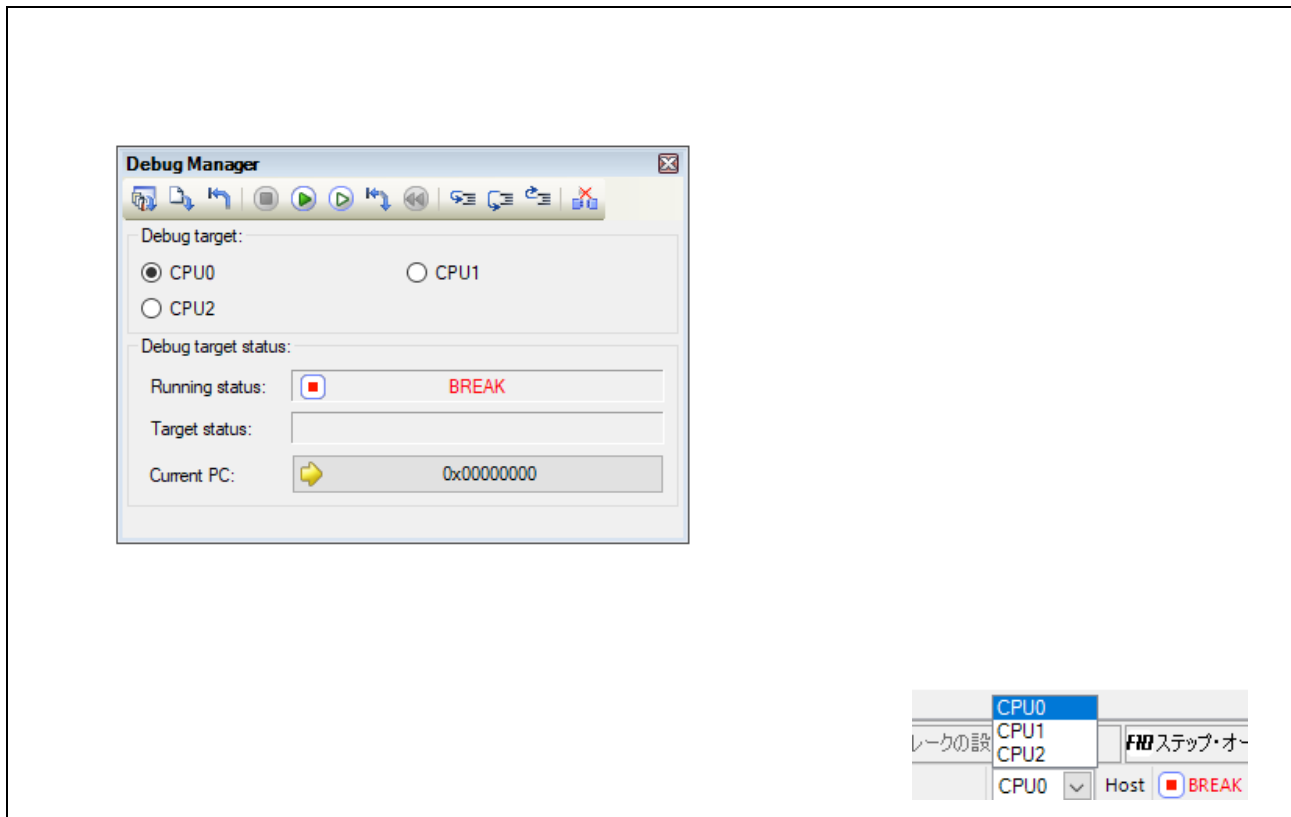 Debug Manager
Debug target:
CPU0 CPU1
CPU2
Debug target status:
Running status: BREAK
Target status:
Current PC: 0x00000000
CPU0
CPU1
CPU2
レークの設
F10 ステップ・オー
CPU0 Host BREAK